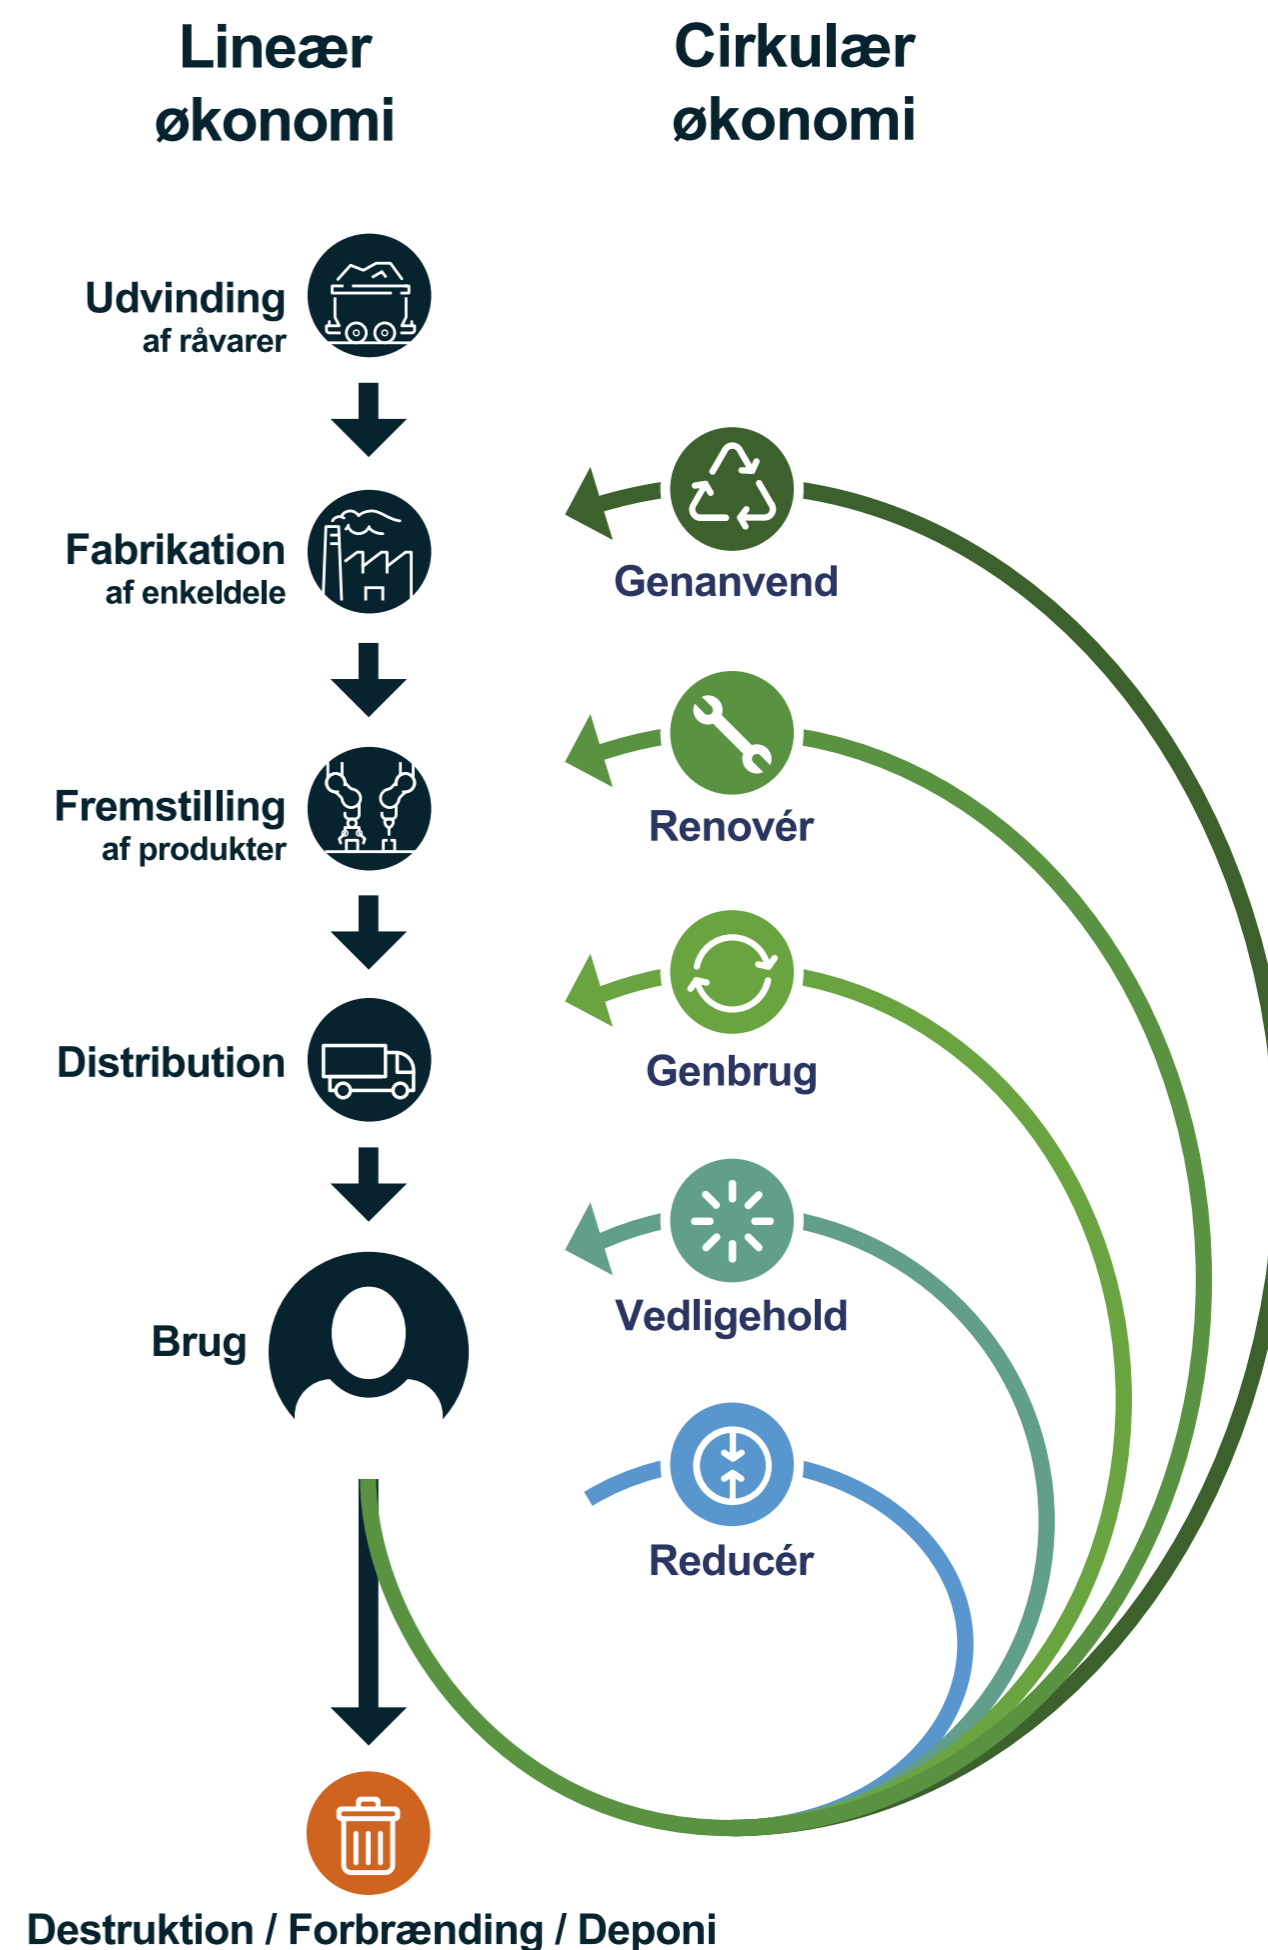 Lineær
økonomi
Cirkulær
økonomi
Udvinding
af råvarer
Fabrikation
af enkeldele
Fremstilling
af produkter
Distribution
Brug
Destruktion / Forbrænding / Deponi
Genanvend
Renovér
Genbrug
Vedligehold
Reducér